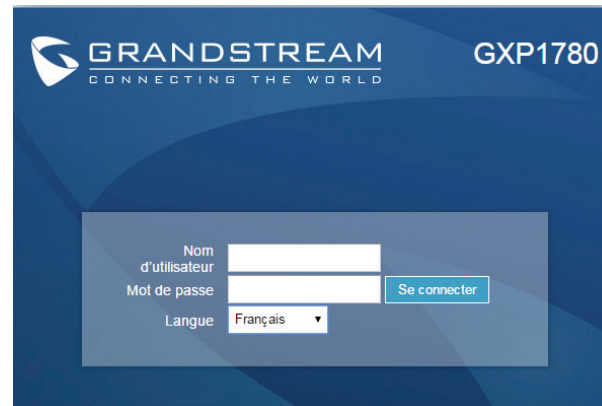 GRANDSTREAM
CONNECTING THE WORLD
GXP1780
Nom
d'utilisateur
Mot de passe
Se connecter
Langue
Français